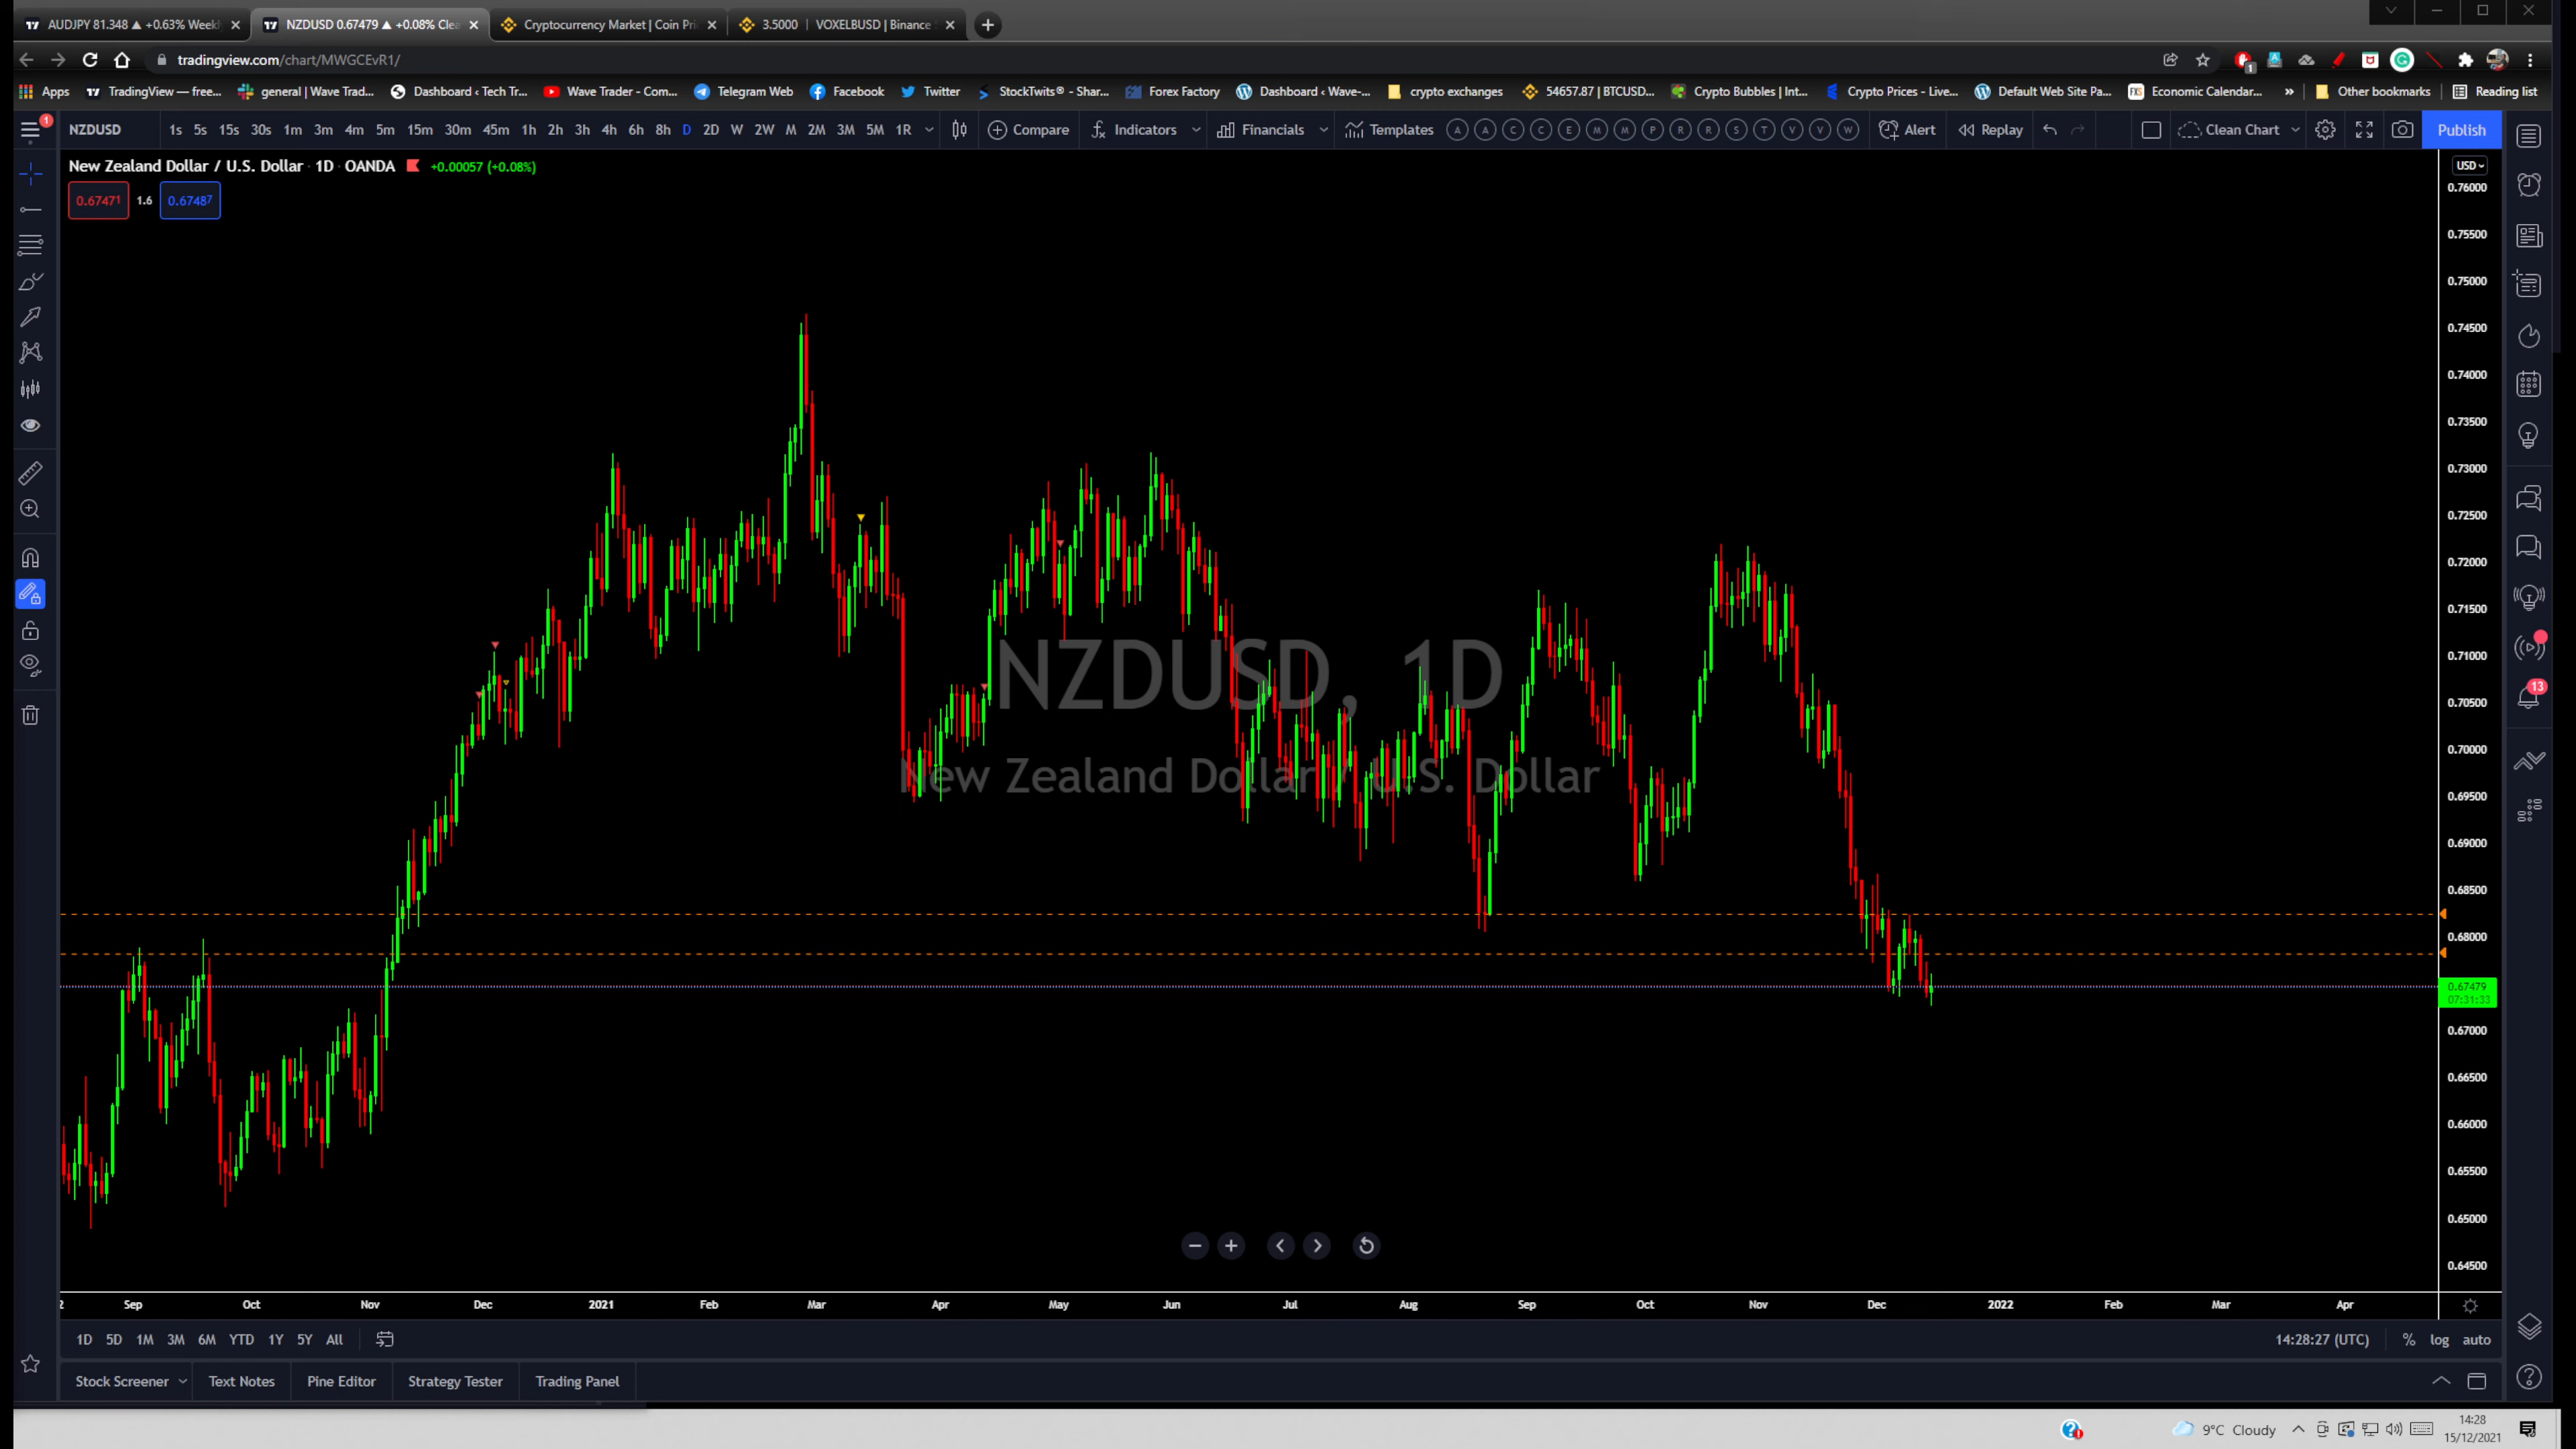 AUDJPY 81.348 ▲ +0.63% Weekl
NZDUSD 0.67479 ▲ +0.08% Clea
Cryptocurrency Market | Coin Pri
3.5000 | VOXELBUSD | Binance
tradingview.com/chart/MWGCEvR1/
1
Apps TradingView — free... general | Wave Trad... Dashboard ‹ Tech Tr... Wave Trader - Com... Telegram Web Facebook Twitter StockTwits® - Shar... Forex Factory Dashboard ‹ Wave-... crypto exchanges 54657.87 | BTCUSD... Crypto Bubbles | Int... Crypto Prices - Live... Default Web Site Pa... Economic Calendar... » Other bookmarks Reading list
1 NZDUSD 1s 5s 15s 30s 1m 3m 4m 5m 15m 30m 45m 1h 2h 3h 4h 6h 8h D 2D W 2W M 2M 3M 5M 1R Compare Indicators Financials Templates A A C C E M M P R R S T V V W Alert Replay Clean Chart Publish
New Zealand Dollar / U.S. Dollar · 1D · OANDA +0.00057 (+0.08%)
0.67471 1.6 0.67487
USD
0.76000
0.75500
0.75000
0.74500
0.74000
0.73500
0.73000
0.72500
0.72000
0.71500
0.71000
0.70500
0.70000
0.69500
0.69000
0.68500
0.68000
0.67479
07:31:33
0.67000
0.66500
0.66000
0.65500
0.65000
0.64500
NZDUSD, 1D
New Zealand Dollar / U.S. Dollar
13
2 Sep Oct Nov Dec 2021 Feb Mar Apr May Jun Jul Aug Sep Oct Nov Dec 2022 Feb Mar Apr
1D 5D 1M 3M 6M YTD 1Y 5Y All 14:28:27 (UTC) % log auto
Stock Screener Text Notes Pine Editor Strategy Tester Trading Panel
9°C Cloudy 14:28
15/12/2021